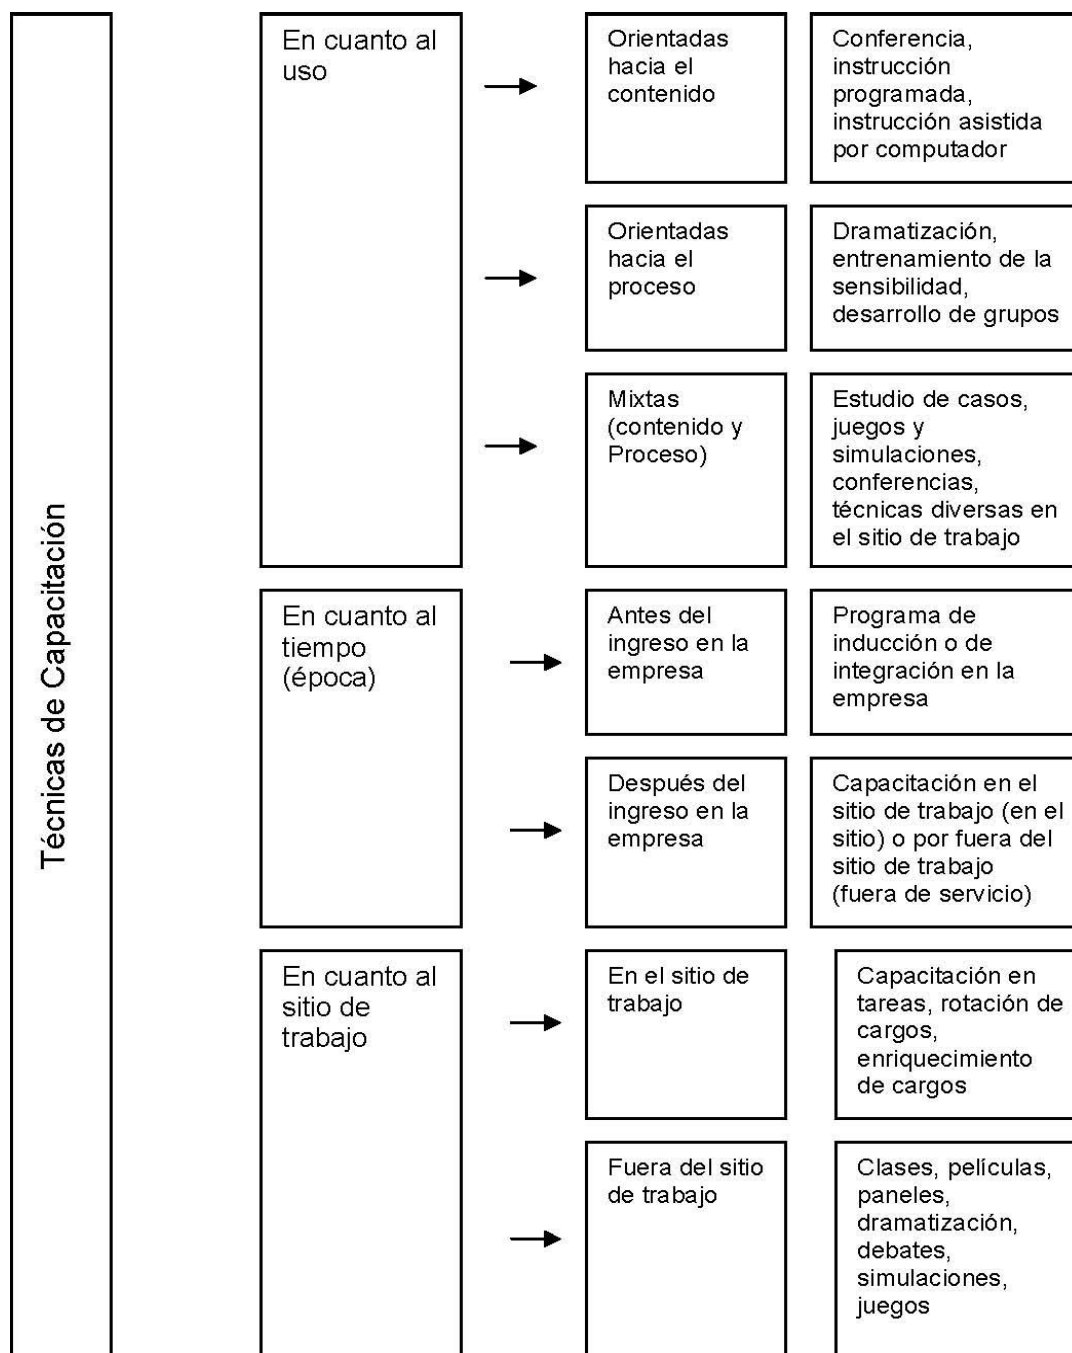 Técnicas de Capacitación
En cuanto al
uso
Orientadas
hacia el
contenido
Conferencia,
instrucción
programada,
instrucción asistida
por computador
Orientadas
hacia el
proceso
Dramatización,
entrenamiento de la
sensibilidad,
desarrollo de grupos
Mixtas
(contenido y
Proceso)
Estudio de casos,
juegos y
simulaciones,
conferencias,
técnicas diversas en
el sitio de trabajo
En cuanto al
tiempo
(época)
Antes del
ingreso en la
empresa
Programa de
inducción o de
integración en la
empresa
Después del
ingreso en la
empresa
Capacitación en el
sitio de trabajo (en el
sitio) o por fuera del
sitio de trabajo
(fuera de servicio)
En cuanto al
sitio de
trabajo
En el sitio de
trabajo
Capacitación en
tareas, rotación de
cargos,
enriquecimiento
de cargos
Fuera del sitio
de trabajo
Clases, películas,
paneles,
dramatización,
debates,
simulaciones,
juegos